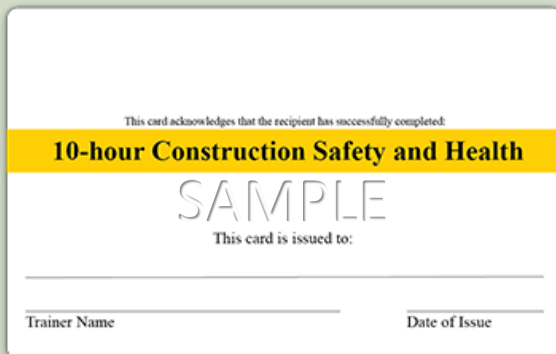 This card acknowledges that the recipient has successfully completed:
10-hour Construction Safety and Health
SAMPLE
This card is issued to:
Trainer Name
Date of Issue